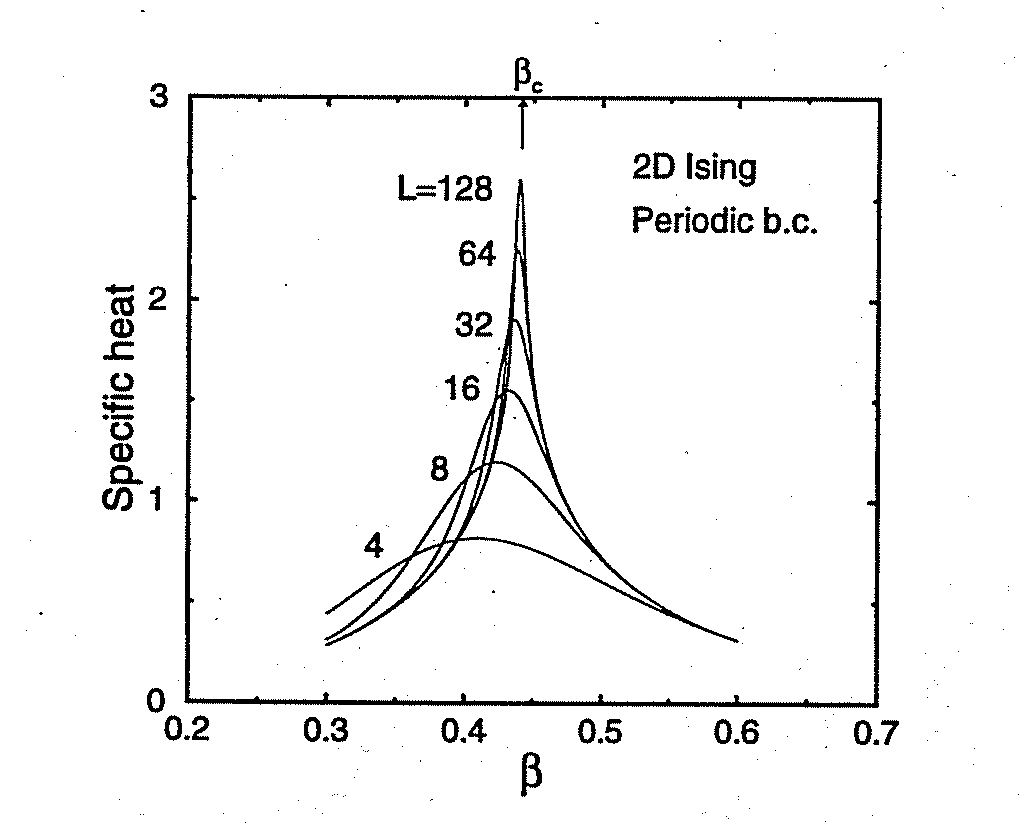 βc
3
2D Ising
L=128
Periodic b.c.
64
2
32
16
8
1
4
0
0.2 0.3 0.4 0.5 0.6 0.7
β
Specific heat